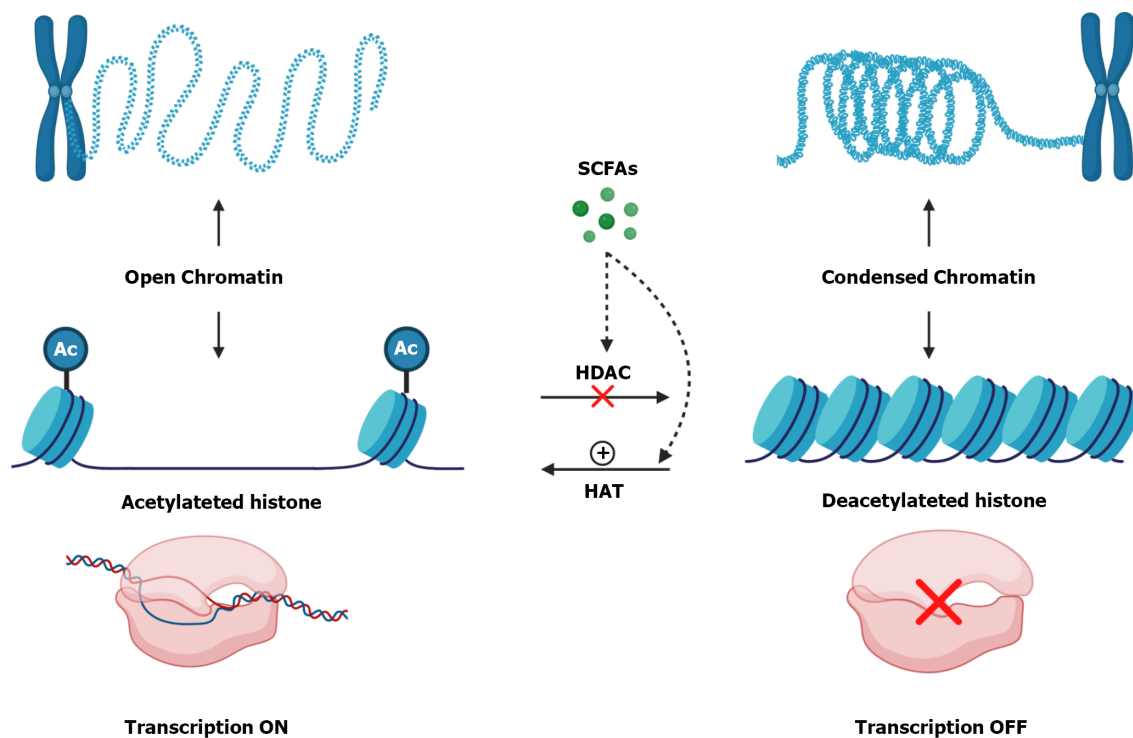 SCFAs
Open Chromatin
Condensed Chromatin
Ac
Ac
HDAC
+
HAT
Acetylateted histone
Deacetylateted histone
Transcription ON
Transcription OFF